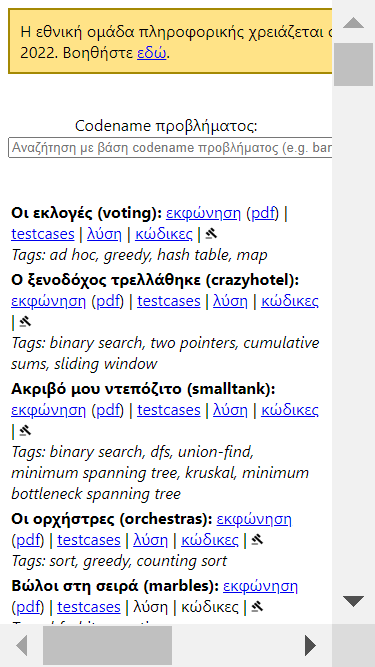 Η εθνική ομάδα πληροφορικής χρειάζεται
2022. Βοηθήστε εδώ.
Codename προβλήματος:
Αναζήτηση με βάση codename προβλήματος (e.g.
Οι εκλογές (voting): εκφώνηση (pdf) |
testcases | λύση | κώδικες |
Tags: ad hoc, greedy, hash table, map
Ο ξενοδόχος τρελλάθηκε (crazyhotel):
εκφώνηση (pdf) | testcases | λύση | κώδικες
|
Tags: binary search, two pointers, cumulative
sums, sliding window
Ακριβό μου ντεπόζιτο (smalltank):
εκφώνηση (pdf) | testcases | λύση | κώδικες
|
Tags: binary search, dfs, union-find,
minimum spanning tree, kruskal, minimum
bottleneck spanning tree
Οι ορχήστρες (orchestras): εκφώνηση
(pdf) | testcases | λύση | κώδικες |
Tags: sort, greedy, counting sort
Βώλοι στη σειρά (marbles): εκφώνηση
(pdf) | testcases | λύση | κώδικες |